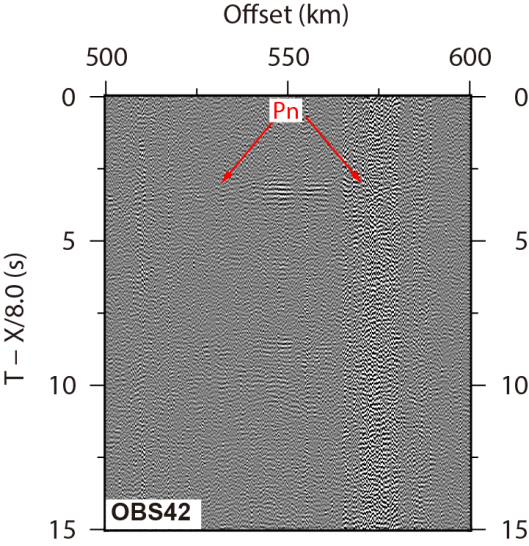 Offset (km)
500 550 600
0 0
Pn
5 5
T – X/8.0 (s)
10 10
OBS42
15 15